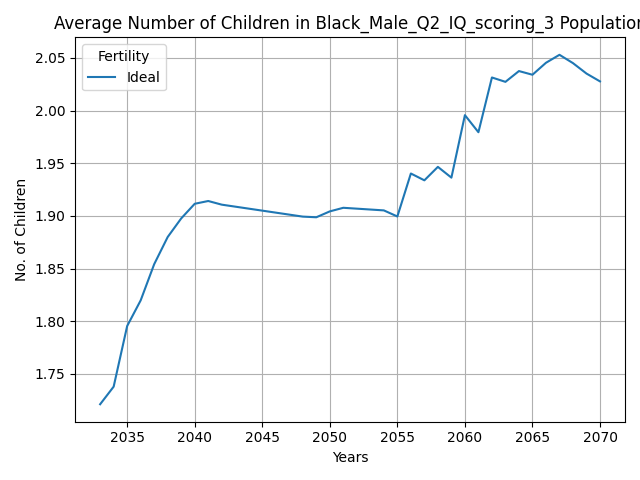 Average Number of Children in Black_Male_Q2_IQ_scoring_3 Population
Fertility
Ideal
No. of Children
2.05
2.00
1.95
1.90
1.85
1.80
1.75
2035 2040 2045 2050 2055 2060 2065 2070
Years